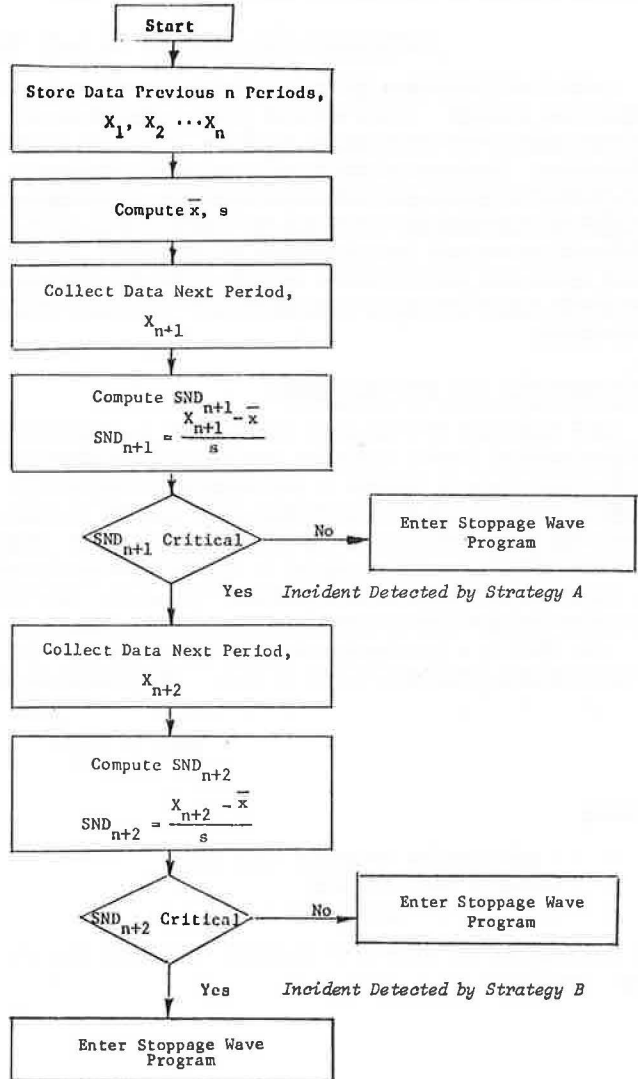 Start
Store Data Previous n Periods,
X1, X2 ···Xn
Compute x̄, s
Collect Data Next Period,
Xn+1
Compute SNDn+1
SNDn+1 = Xn+1 - x̄
s
SNDn+1 Critical
No
Enter Stoppage Wave
Program
Yes
Incident Detected by Strategy A
Collect Data Next Period,
Xn+2
Compute SNDn+2
SNDn+2 = Xn+2 - x̄
s
SNDn+2 Critical
No
Enter Stoppage Wave
Program
Yes
Incident Detected by Strategy B
Enter Stoppage Wave
Program